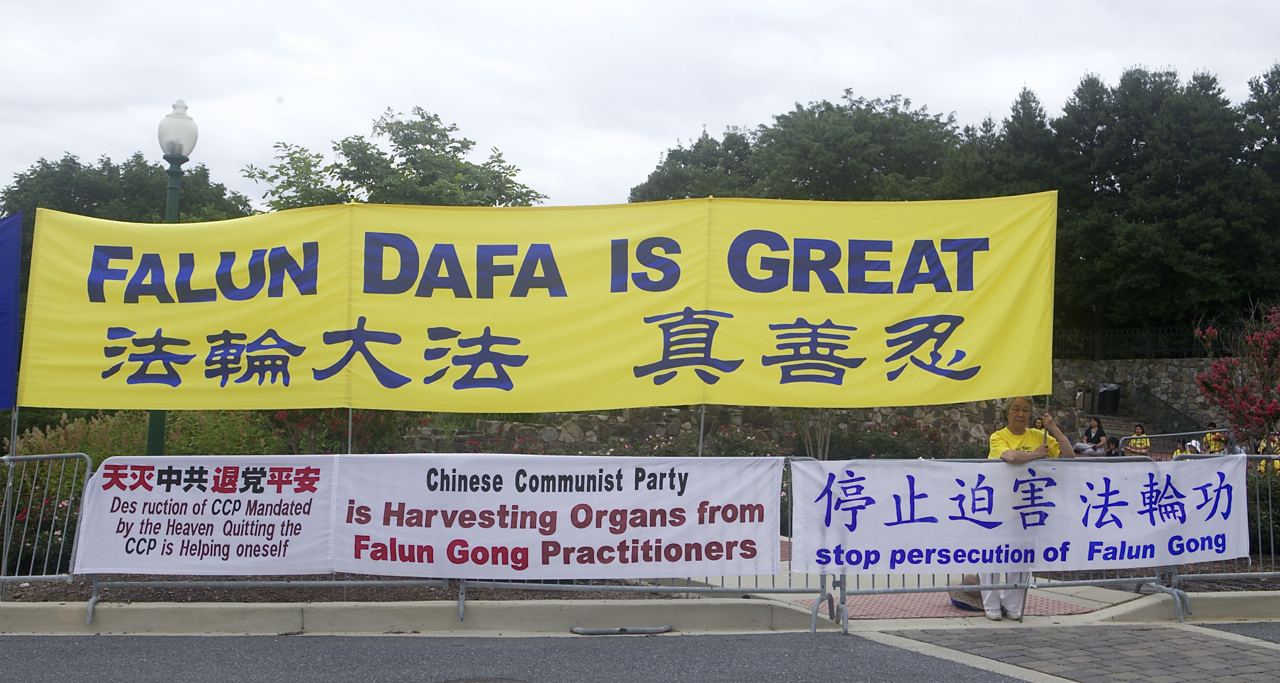 FALUN DAFA IS GREAT
法輪大法 真善忍
天灭中共 退党平安
Des ruction of CCP Mandated
by the Heaven Quitting the
CCP is Helping oneself
Chinese Communist Party
is Harvesting Organs from
Falun Gong Practitioners
停止迫害 法輪功
stop persecution of Falun Gong